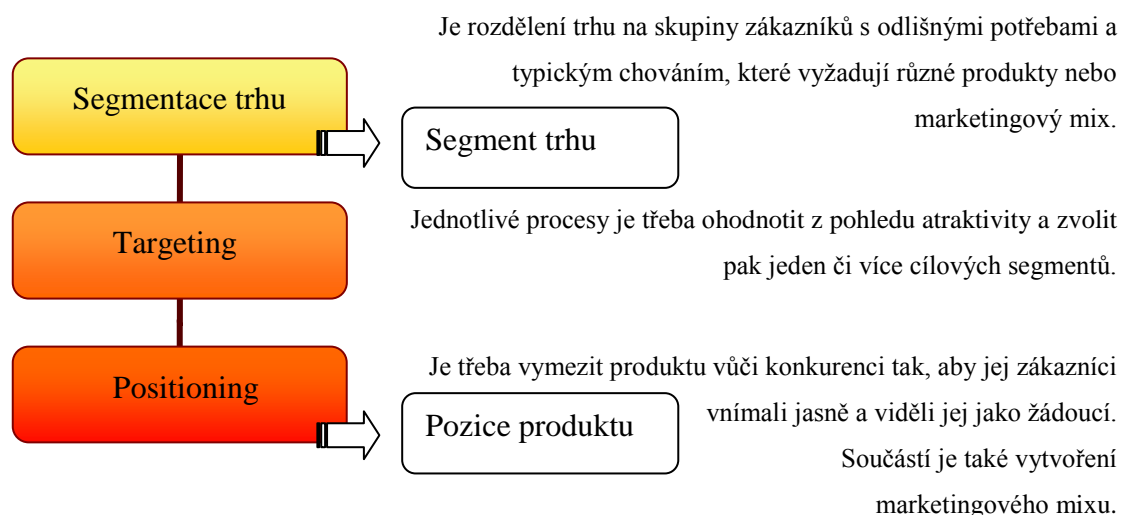 Je rozdělení trhu na skupiny zákazníků s odlišnými potřebami a
typickým chováním, které vyžadují různé produkty nebo
marketingový mix.
Segmentace trhu
Segment trhu
Jednotlivé procesy je třeba ohodnotit z pohledu atraktivity a zvolit
pak jeden či více cílových segmentů.
Targeting
Je třeba vymezit produktu vůči konkurenci tak, aby jej zákazníci
vnímali jasně a viděli jej jako žádoucí.
Součástí je také vytvoření
marketingového mixu.
Positioning
Pozice produktu